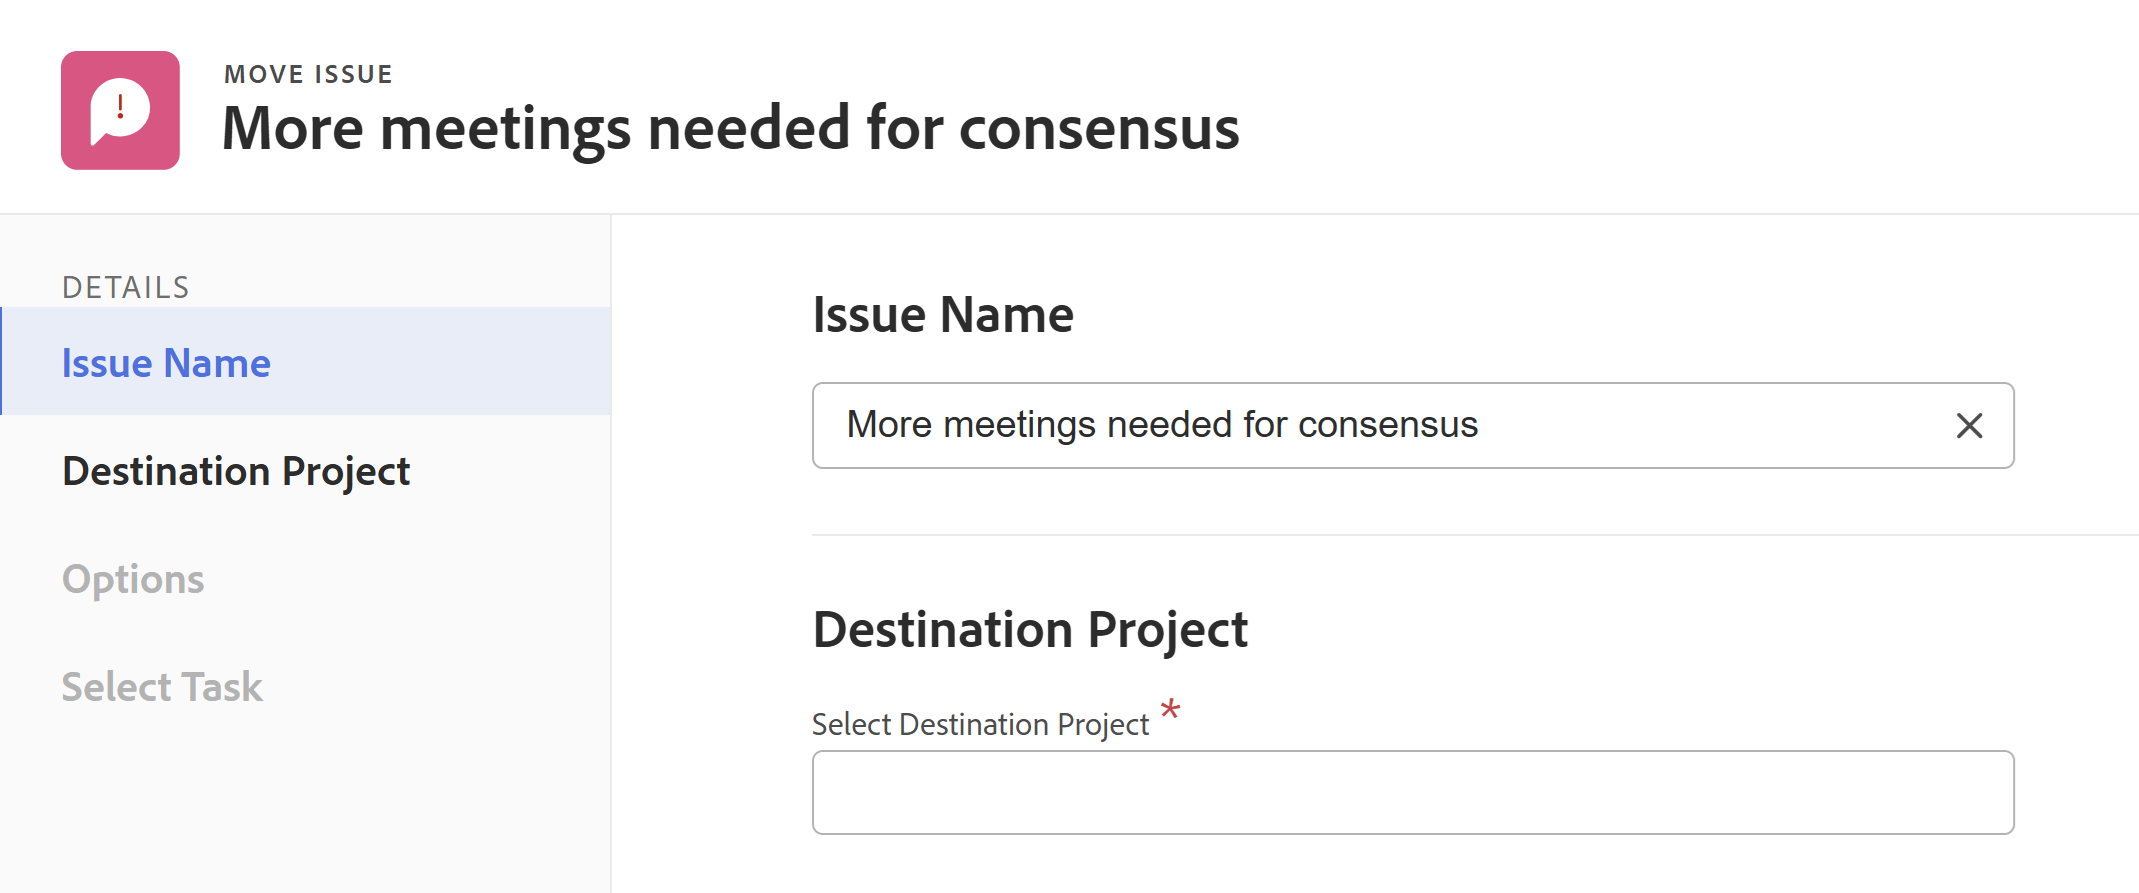 MOVE ISSUE
More meetings needed for consensus
DETAILS
Issue Name
Destination Project
Options
Select Task
Issue Name
More meetings needed for consensus
Destination Project
Select Destination Project *